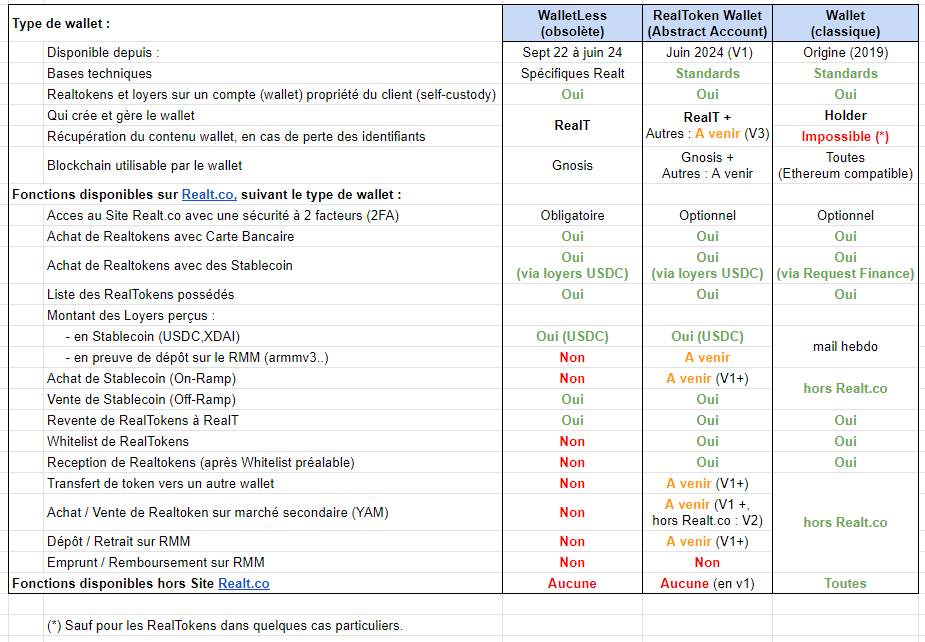 Type de wallet : WalletLess (obsolète) RealToken Wallet (Abstract Account) Wallet (classique)
Disponible depuis : Sept 22 à juin 24 Juin 2024 (V1) Origine (2019)
Bases techniques Spécifiques Realt Standards Standards
Realtokens et loyers sur un compte (wallet) propriété du client (self-custody) Oui Oui Oui
Qui crée et gère le wallet RealT RealT + Holder
Récupération du contenu wallet, en cas de perte des identifiants Autres : A venir (V3) Impossible (*)
Blockchain utilisable par le wallet Gnosis Gnosis + Autres : A venir Toutes (Ethereum compatible)
Fonctions disponibles sur Realt.co, suivant le type de wallet :
Acces au Site Realt.co avec une sécurité à 2 facteurs (2FA) Obligatoire Optionnel Optionnel
Achat de Realtokens avec Carte Bancaire Oui Oui Oui
Achat de Realtokens avec des Stablecoin Oui (via loyers USDC) Oui (via loyers USDC) Oui (via Request Finance)
Liste des RealTokens possédés Oui Oui Oui
Montant des Loyers perçus :
- en Stablecoin (USDC,XDAI) Oui (USDC) Oui (USDC) mail hebdo
- en preuve de dépôt sur le RMM (armmv3..) Non A venir
Achat de Stablecoin (On-Ramp) Non A venir (V1+) hors Realt.co
Vente de Stablecoin (Off-Ramp) Oui Oui
Revente de RealTokens à RealT Oui Oui Oui
Whitelist de RealTokens Non Oui Oui
Reception de Realtokens (après Whitelist préalable) Non Oui Oui
Transfert de token vers un autre wallet Non A venir (V1+) hors Realt.co
Achat / Vente de Realtoken sur marché secondaire (YAM) Non A venir (V1 +, hors Realt.co : V2)
Dépôt / Retrait sur RMM Non A venir (V1+)
Emprunt / Remboursement sur RMM Non Non
Fonctions disponibles hors Site Realt.co Aucune Aucune (en v1) Toutes
(*) Sauf pour les RealTokens dans quelques cas particuliers.